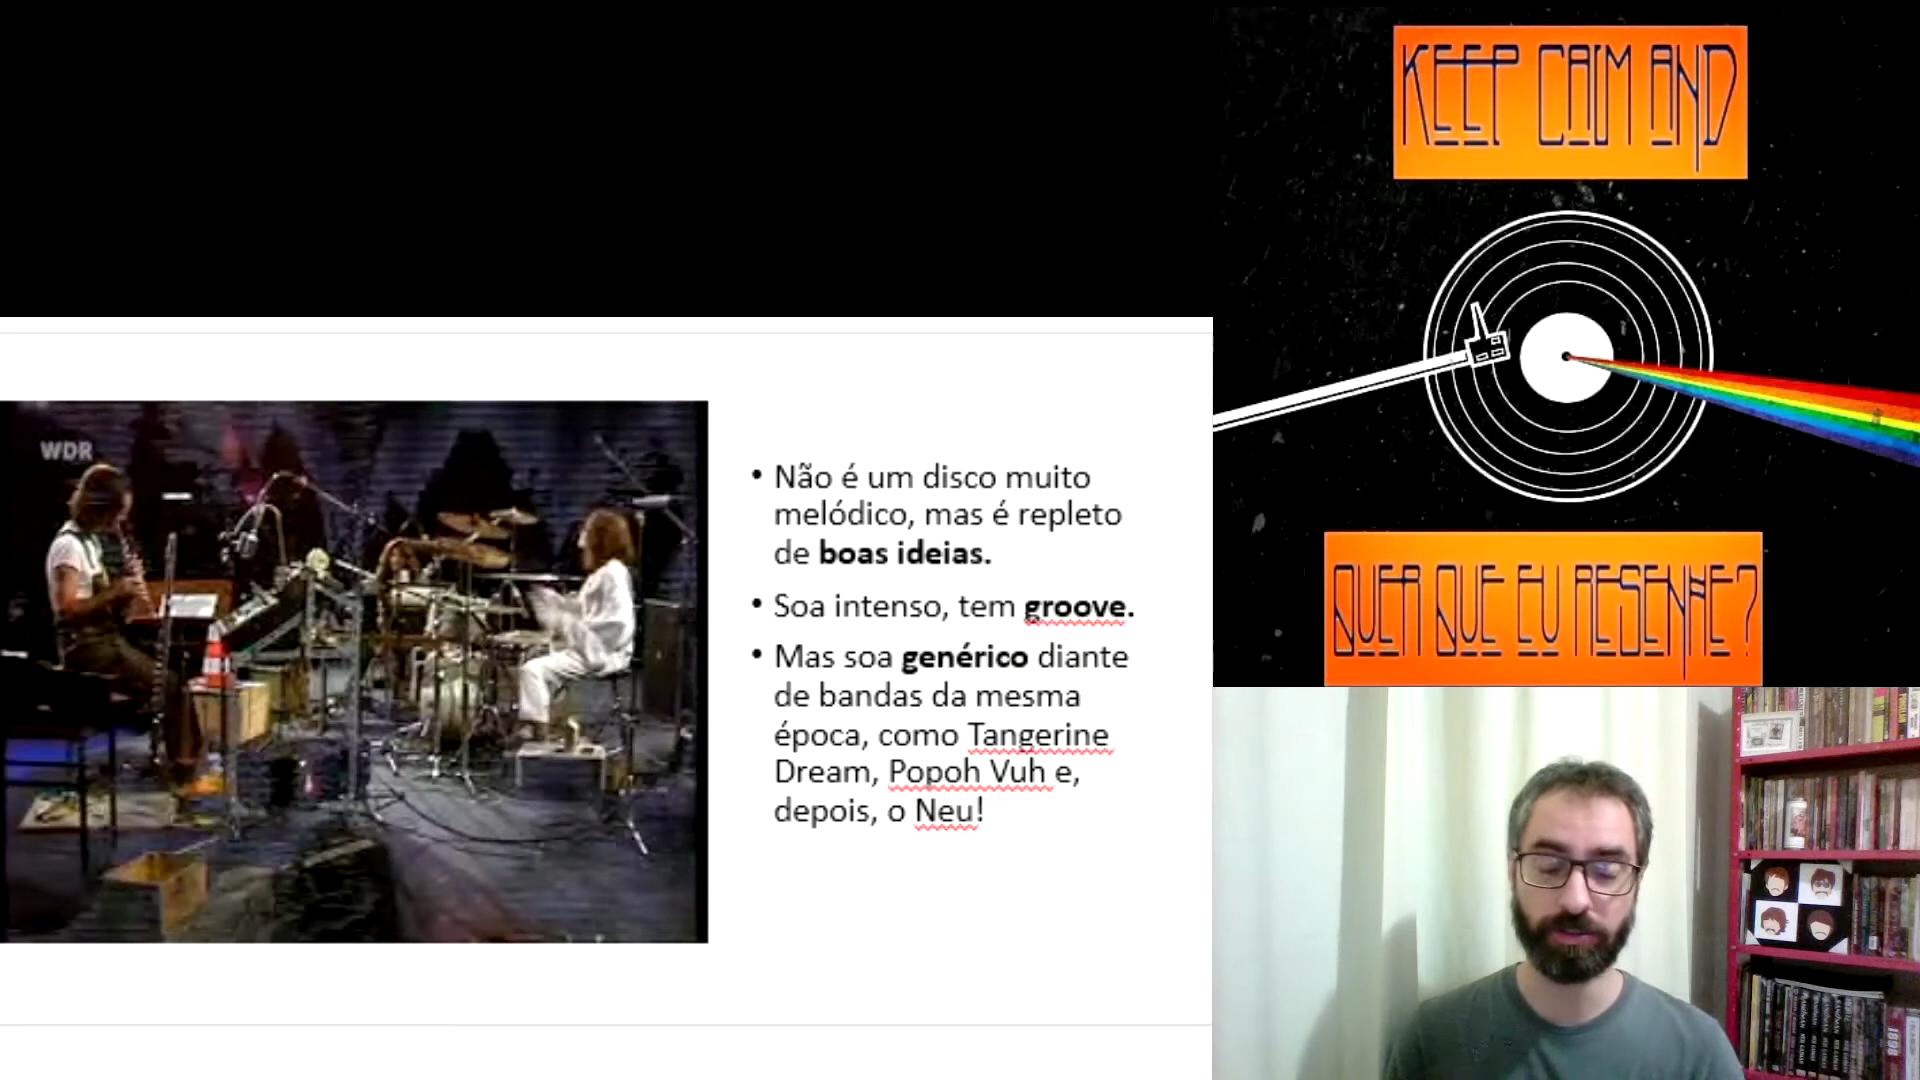 KEEP CALM AND
WDR
• Não é um disco muito
melódico, mas é repleto
de boas ideias.
• Soa intenso, tem groove.
• Mas soa genérico diante
de bandas da mesma
época, como Tangerine
Dream, Popoh Vuh e,
depois, o Neu!
QUER QUE EU RESENHE?